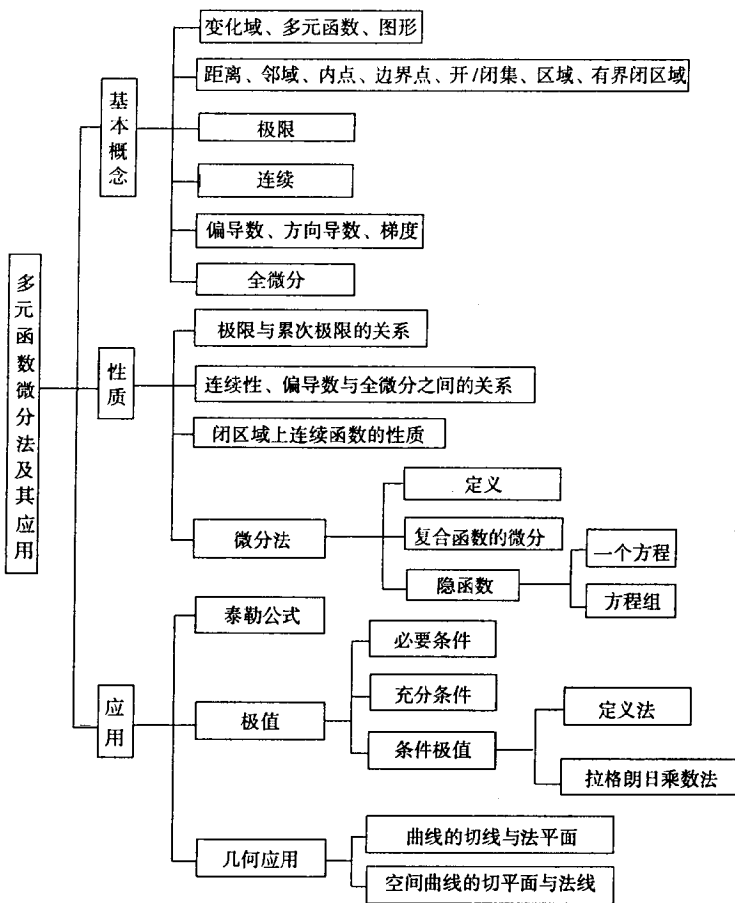 多元函数微分法及其应用
基本概念
变化域、多元函数、图形
距离、邻域、内点、边界点、开/闭集、区域、有界闭区域
极限
连续
偏导数、方向导数、梯度
全微分
性质
极限与累次极限的关系
连续性、偏导数与全微分之间的关系
闭区域上连续函数的性质
微分法
定义
复合函数的微分
隐函数
一个方程
方程组
应用
泰勒公式
极值
必要条件
充分条件
条件极值
定义法
拉格朗日乘数法
几何应用
曲线的切线与法平面
空间曲线的切平面与法线